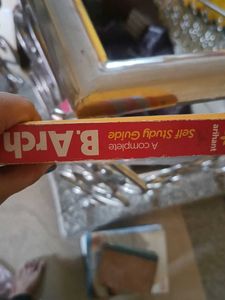 arihant
A complete
Self Study Guide
B.Arch